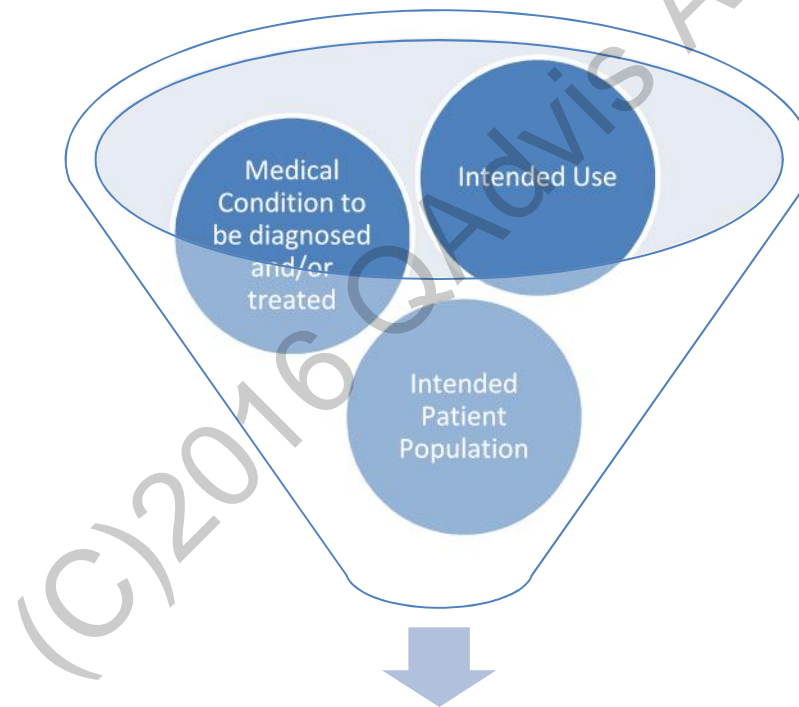 Medical
Condition to
be diagnosed
and/or
treated
Intended Use
Intended
Patient
Population
(C)2016 QAdvis A